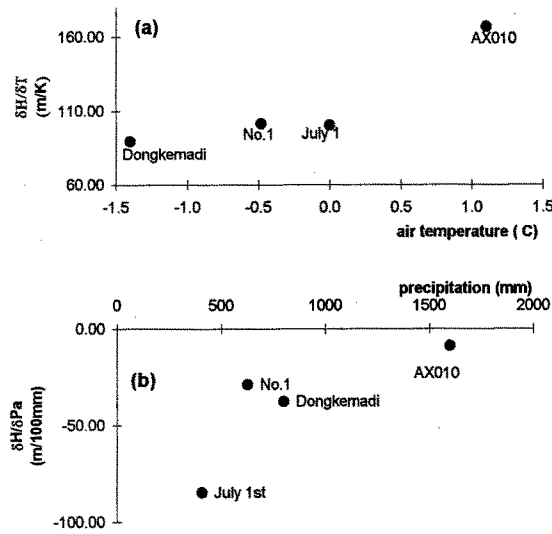 (a)
δH/δT
(m/K)
160.00
110.00
60.00
AX010
No.1
July 1
Dongkemadi
-1.5 -1.0 -0.5 0.0 0.5 1.0 1.5
air temperature ( C)
precipitation (mm)
0 500 1000 1500 2000
(b)
δH/δPa
(m/100mm)
0.00
-50.00
-100.00
AX010
No.1
Dongkemadi
July 1st